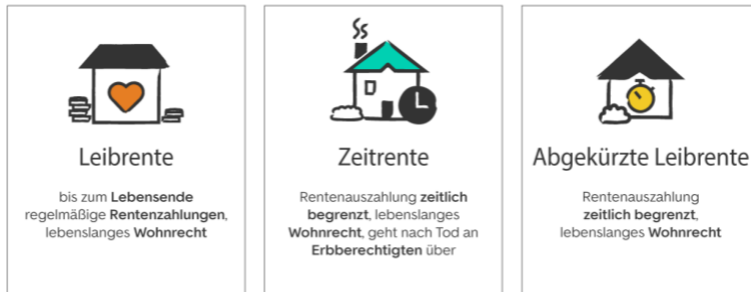 Leibrente
bis zum Lebensende
regelmäßige Rentenzahlungen,
lebenslanges Wohnrecht
Zeitrente
Rentenauszahlung zeitlich
begrenzt, lebenslanges
Wohnrecht, geht nach Tod an
Erbberechtigten über
Abgekürzte Leibrente
Rentenauszahlung
zeitlich begrenzt,
lebenslanges Wohnrecht